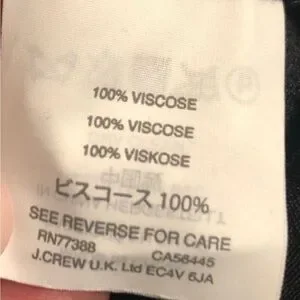 100% VISCOSE
100% VISCOSE
100% VISKOSE
ビスコース 100%
SEE REVERSE FOR CARE
RN77388 CA56445
J.CREW U.K. Ltd EC4V 6JA